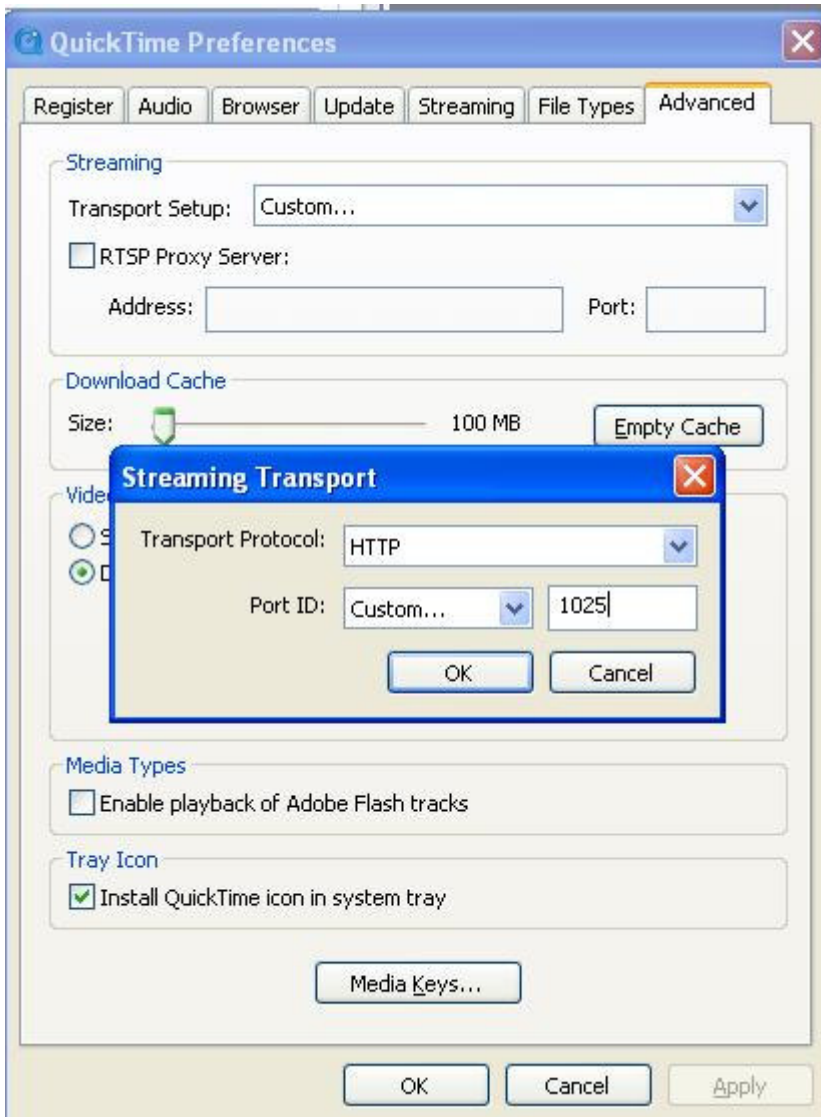 QuickTime Preferences
Register Audio Browser Update Streaming File Types Advanced
Streaming
Transport Setup: Custom...
RTSP Proxy Server:
Address: Port:
Download Cache
Size: 100 MB Empty Cache
Streaming Transport
Transport Protocol: HTTP
Port ID: Custom... 1025
OK Cancel
Media Types
Enable playback of Adobe Flash tracks
Tray Icon
Install QuickTime icon in system tray
Media Keys...
OK Cancel Apply